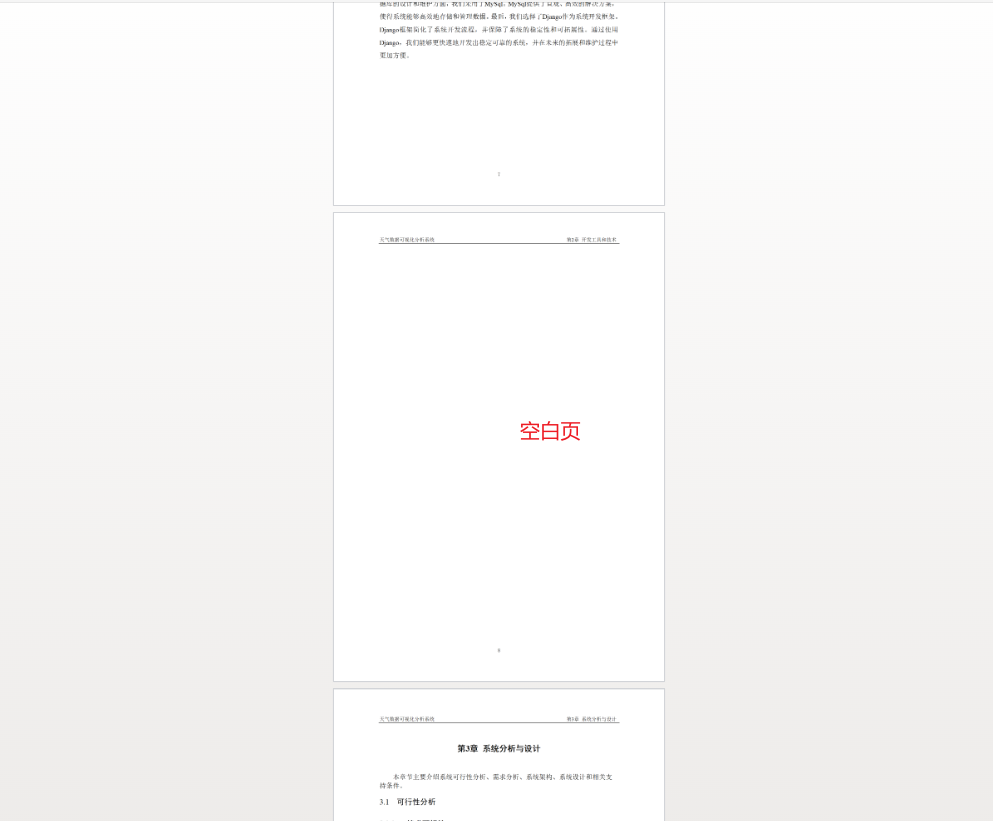 据库的设计和维护方面，我们采用了MySql。MySql提供了良成、高效的解决方案，
使得系统能够高效地存储和管理数据。最后，我们选择了Django作为系统开发框架。
Django框架简化了系统开发流程，并保障了系统的稳定性和可拓展性。通过使用
Django，我们能够更快速地开发出稳定可靠的系统，并在未来的拓展和维护过程中
更加方便。
天气数据可视化分析系统 第2章 开发工具和技术
空白页
天气数据可视化分析系统 第3章 系统分析与设计
第3章 系统分析与设计
本章节主要介绍系统可行性分析、需求分析、系统架构、系统设计和相关支
持条件。
3.1 可行性分析